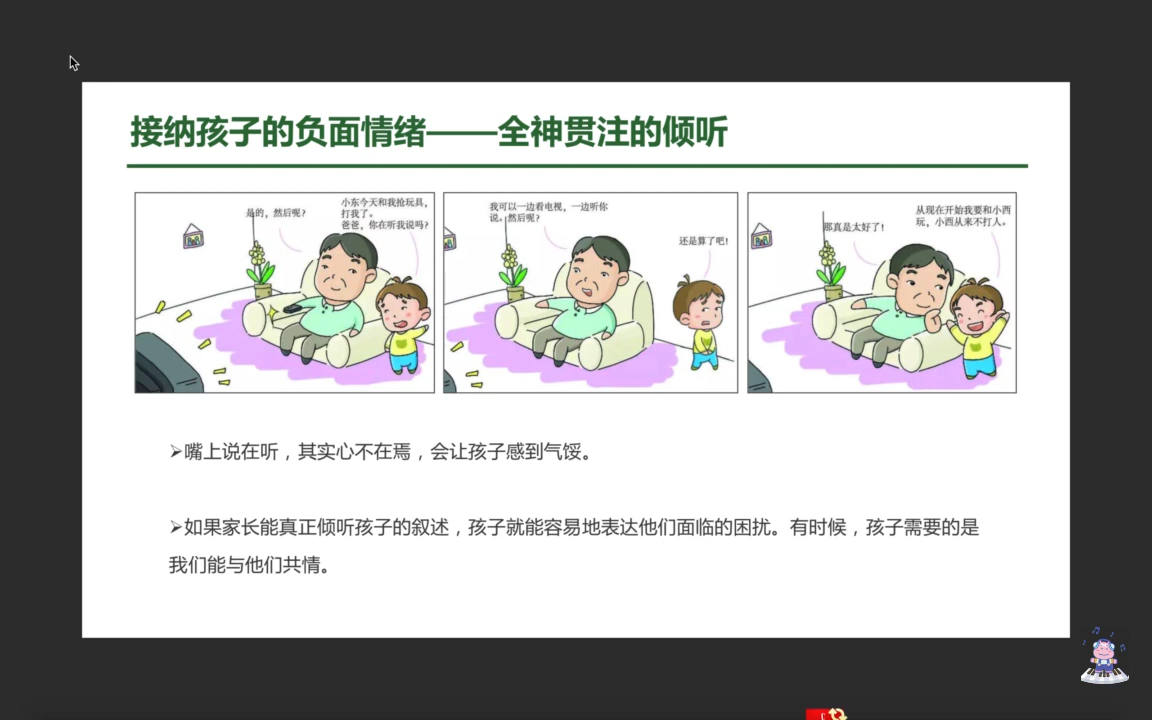 接纳孩子的负面情绪——全神贯注的倾听
是的，然后呢？
小东今天和我抢玩具，
打我了。
爸爸，你在听我说吗？
我可以一边看电视，一边听你
说。然后呢？
还是算了吧！
那真是太好了！
从现在开始我要和小西
玩，小西从来不打人。
➢嘴上说在听，其实心不在焉，会让孩子感到气馁。
➢如果家长能真正倾听孩子的叙述，孩子就能容易地表达他们面临的困扰。有时候，孩子需要的是
我们能与他们共情。